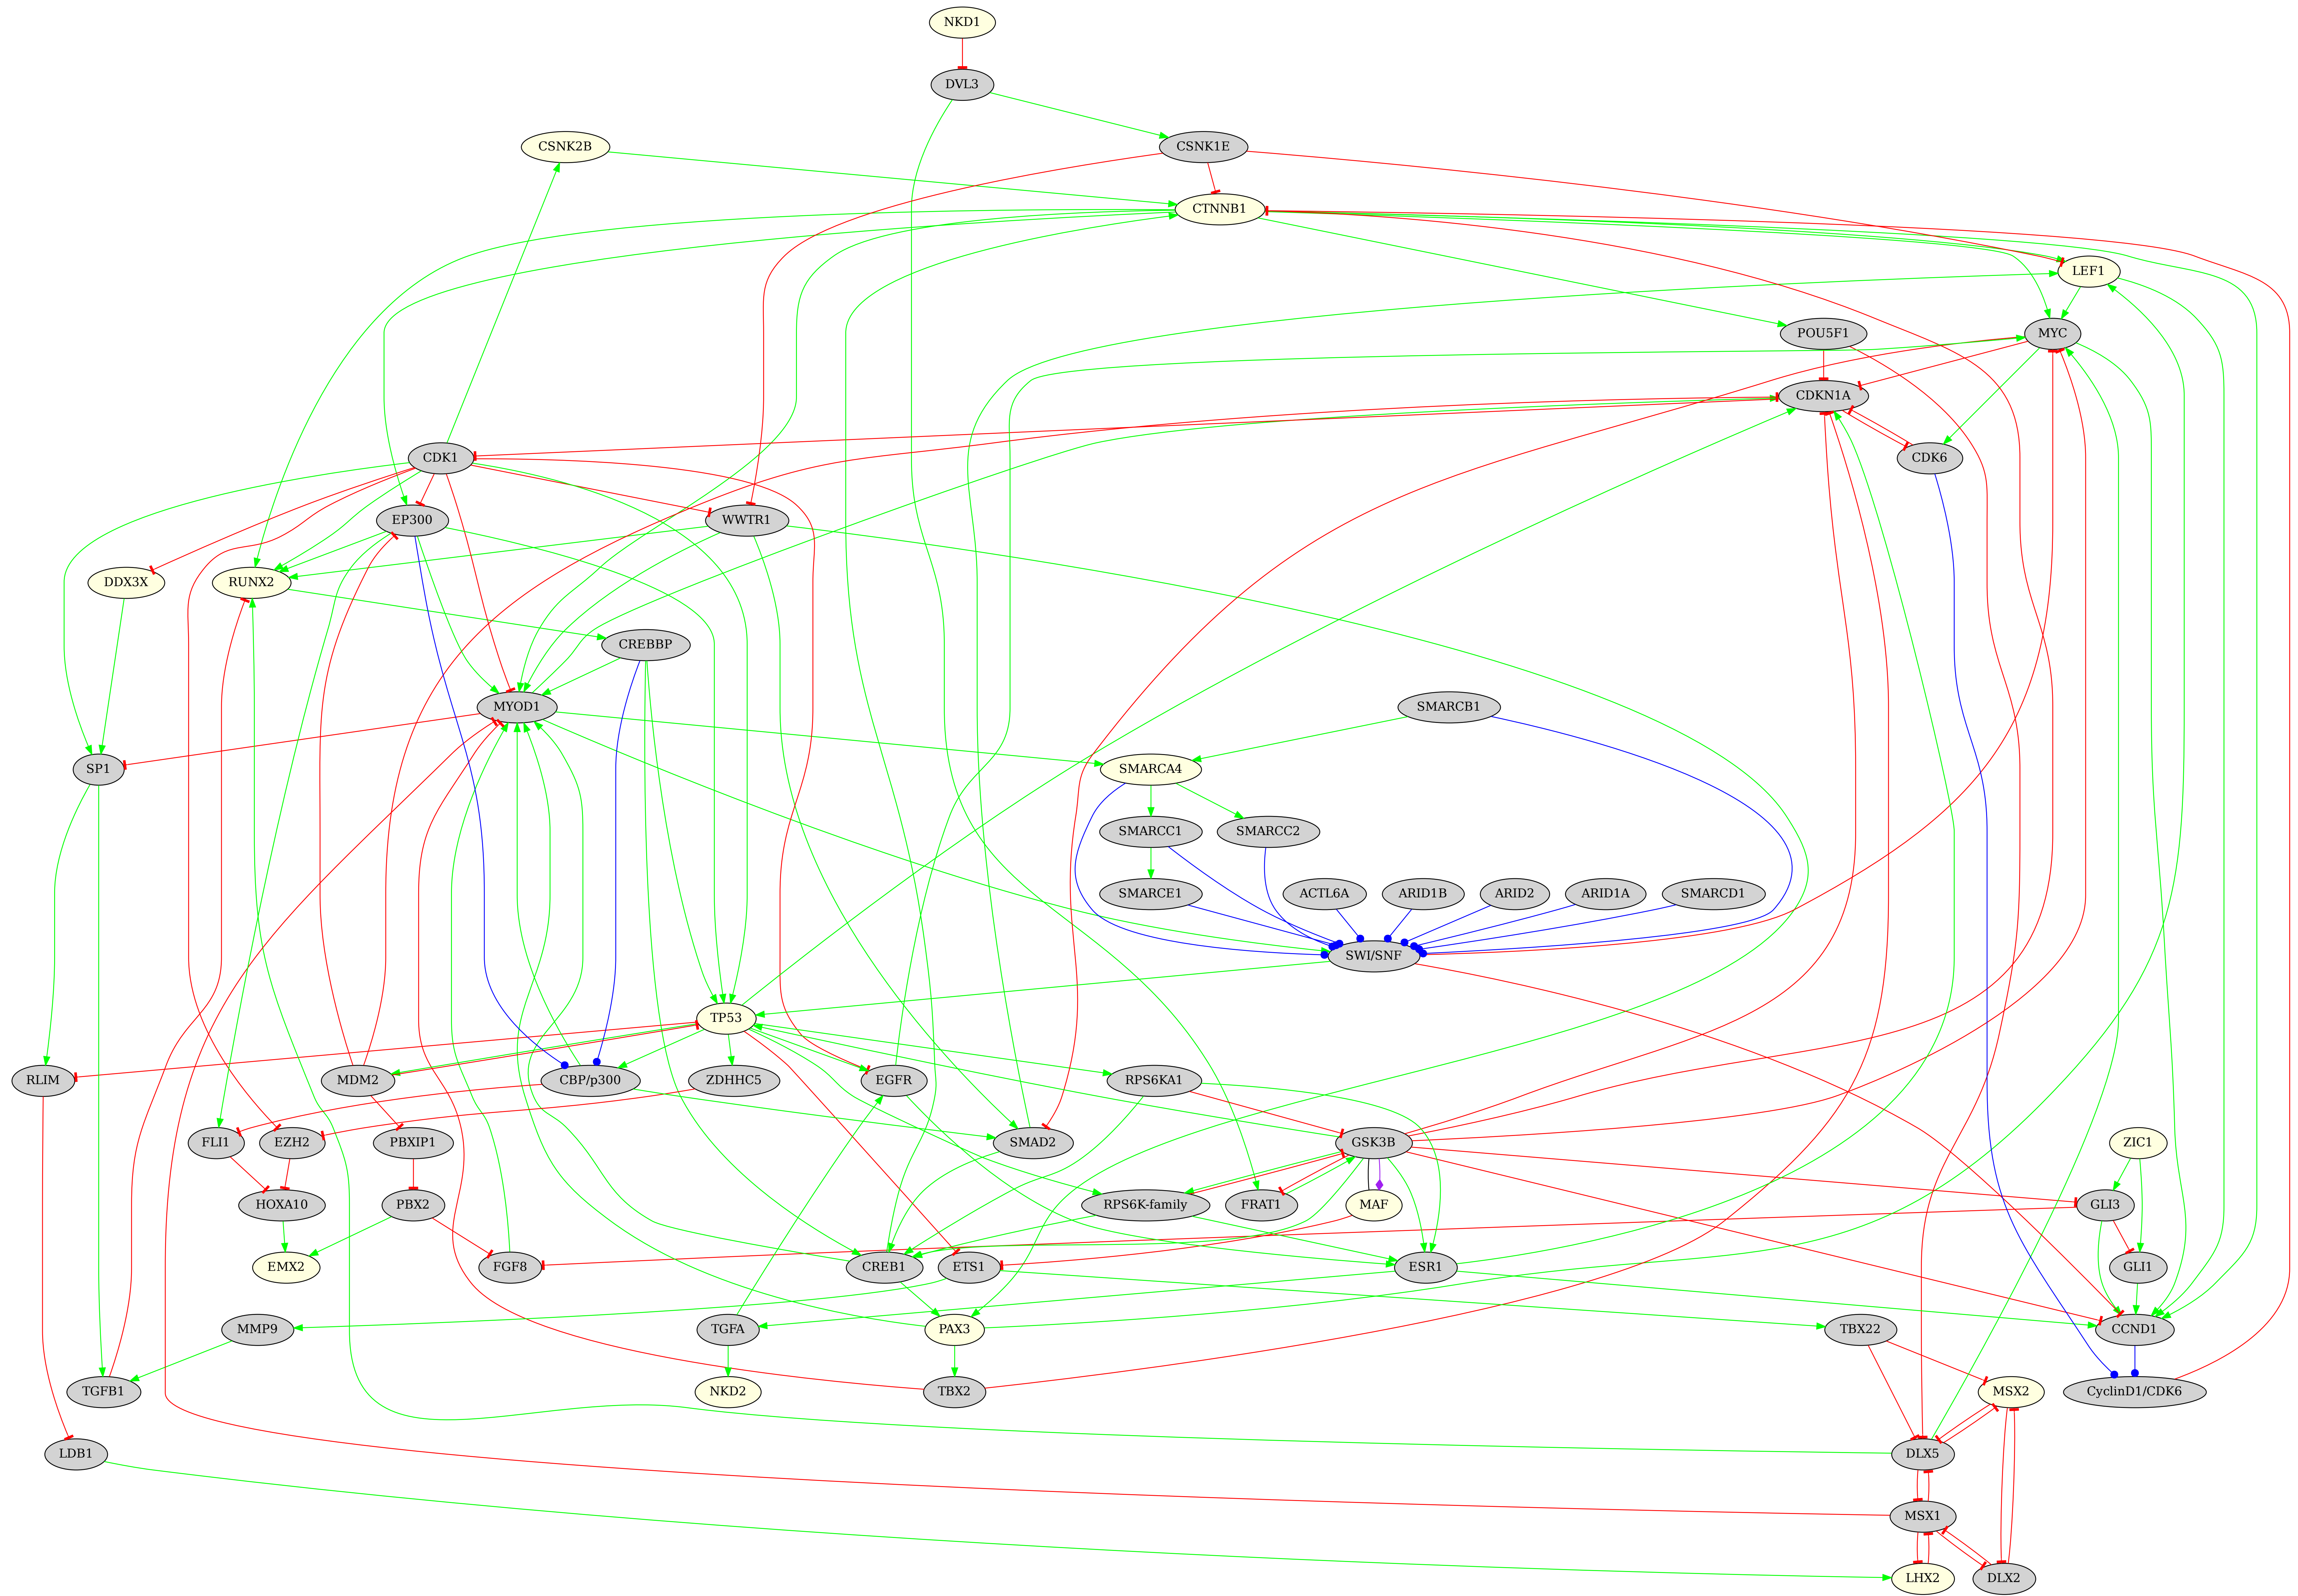 NKD1
DVL3
CSNK2B
CSNK1E
CTNNB1
LEF1
POU5F1
MYC
CDKN1A
CDK1
CDK6
EP300
WWTR1
DDX3X
RUNX2
CREBBP
MYOD1
SMARCB1
SP1
SMARCA4
SMARCC1
SMARCC2
SMARCE1
ACTL6A
ARID1B
ARID2
ARID1A
SMARCD1
SWI/SNF
TP53
RLIM
MDM2
CBP/p300
ZDHHC5
EGFR
RPS6KA1
FLI1
EZH2
PBXIP1
SMAD2
GSK3B
ZIC1
HOXA10
PBX2
RPS6K-family
FRAT1
MAF
GLI3
EMX2
FGF8
CREB1
ETS1
ESR1
GLI1
MMP9
TGFA
PAX3
TBX22
CCND1
TGFB1
NKD2
TBX2
MSX2
CyclinD1/CDK6
LDB1
DLX5
MSX1
LHX2
DLX2